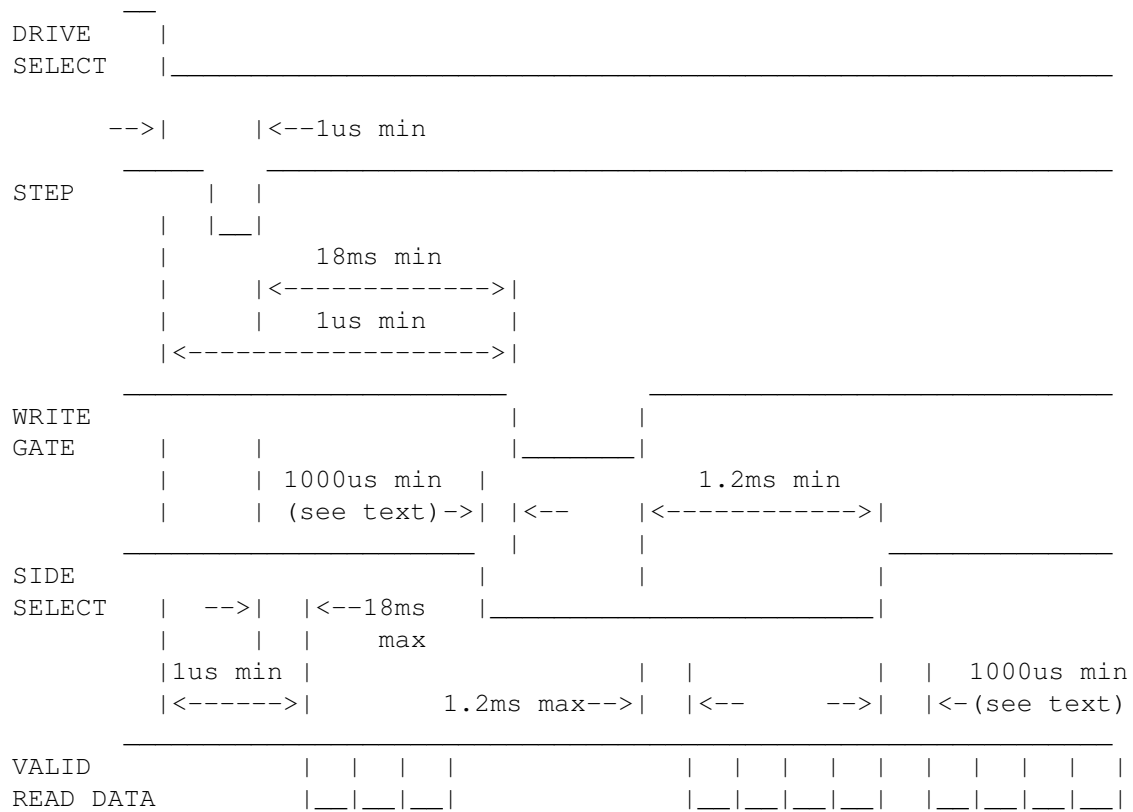 DRIVE
SELECT
-->| |<--1us min
STEP
18ms min
|<------------->|
1us min
|<-------------------->|
WRITE
GATE
1000us min 1.2ms min
(see text)->| |<-- |<------------>|
SIDE
SELECT -->| |<--18ms
max
1us min 1000us min
|<------>| 1.2ms max-->| |<-- -->| |<-(see text)
VALID
READ DATA